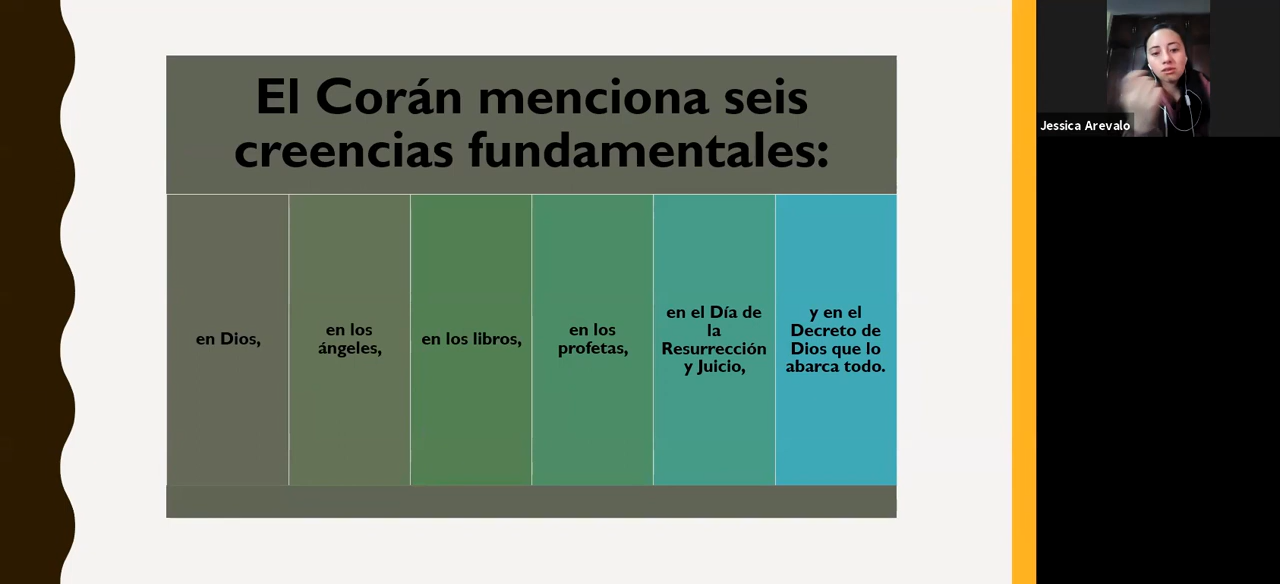 El Corán menciona seis
creencias fundamentales:
en Dios,
en los
ángeles,
en los libros,
en los
profetas,
en el Día de
la
Resurrección
y Juicio,
y en el
Decreto de
Dios que lo
abarca todo.
Jessica Arevalo